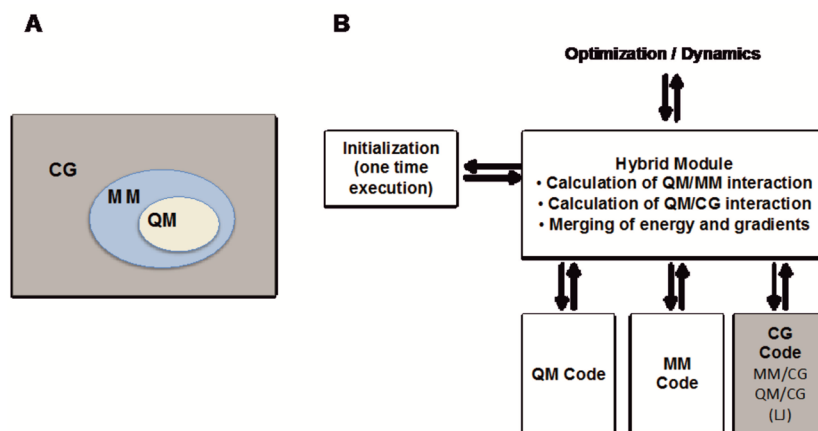 A
CG
MM
QM
B
Optimization / Dynamics
Initialization
(one time
execution)
Hybrid Module
• Calculation of QM/MM interaction
• Calculation of QM/CG interaction
• Merging of energy and gradients
QM Code
MM
Code
CG
Code
MM/CG
QM/CG
(LJ)